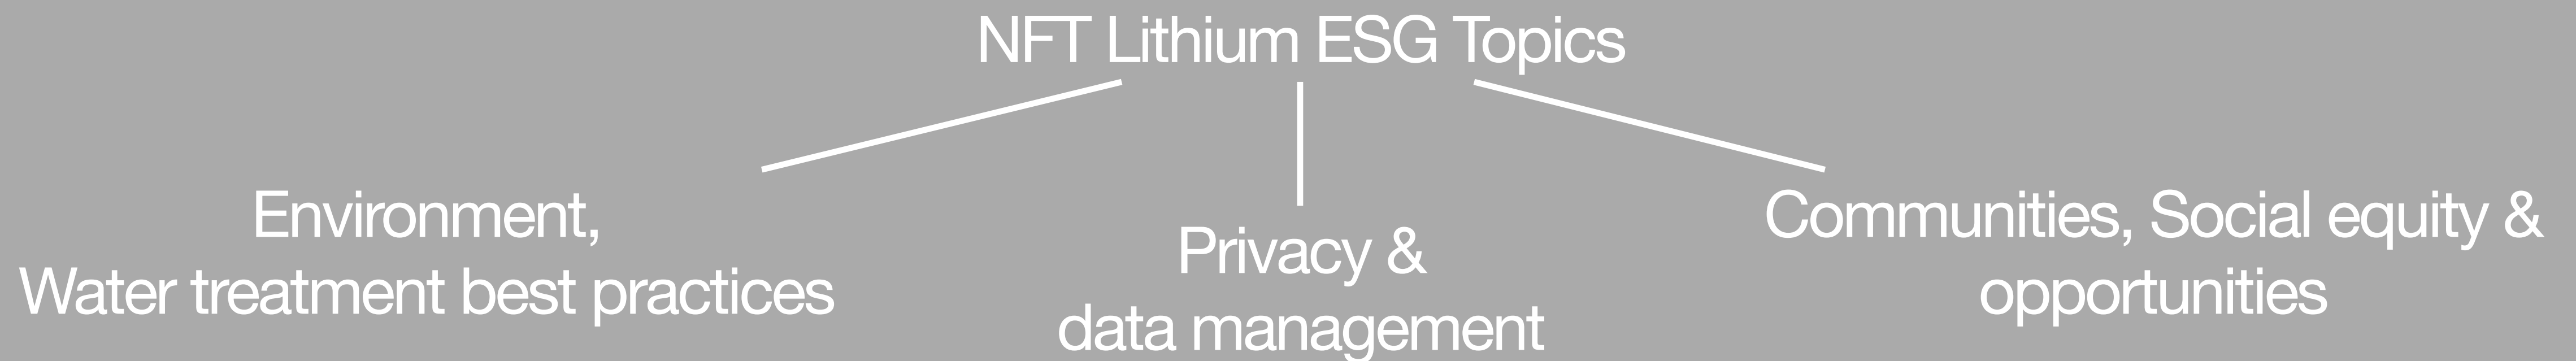 NFT Lithium ESG Topics
Environment,
Water treatment best practices
Privacy &
data management
Communities, Social equity &
opportunities